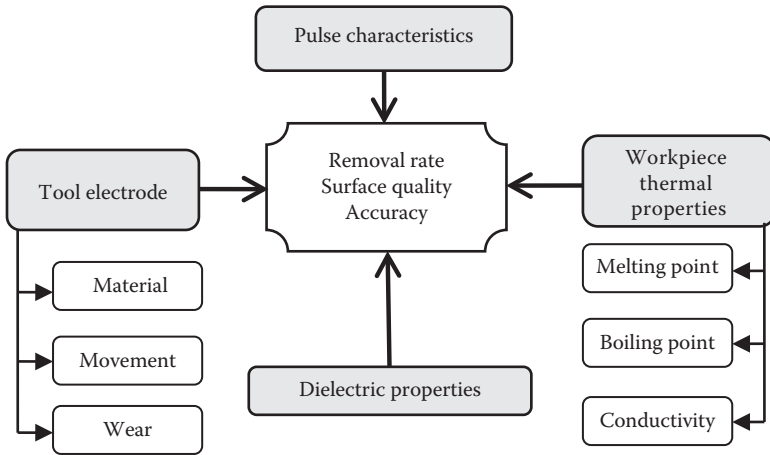 Pulse characteristics
Removal rate
Surface quality
Accuracy
Tool electrode
Material
Movement
Wear
Workpiece
thermal
properties
Melting point
Boiling point
Conductivity
Dielectric properties